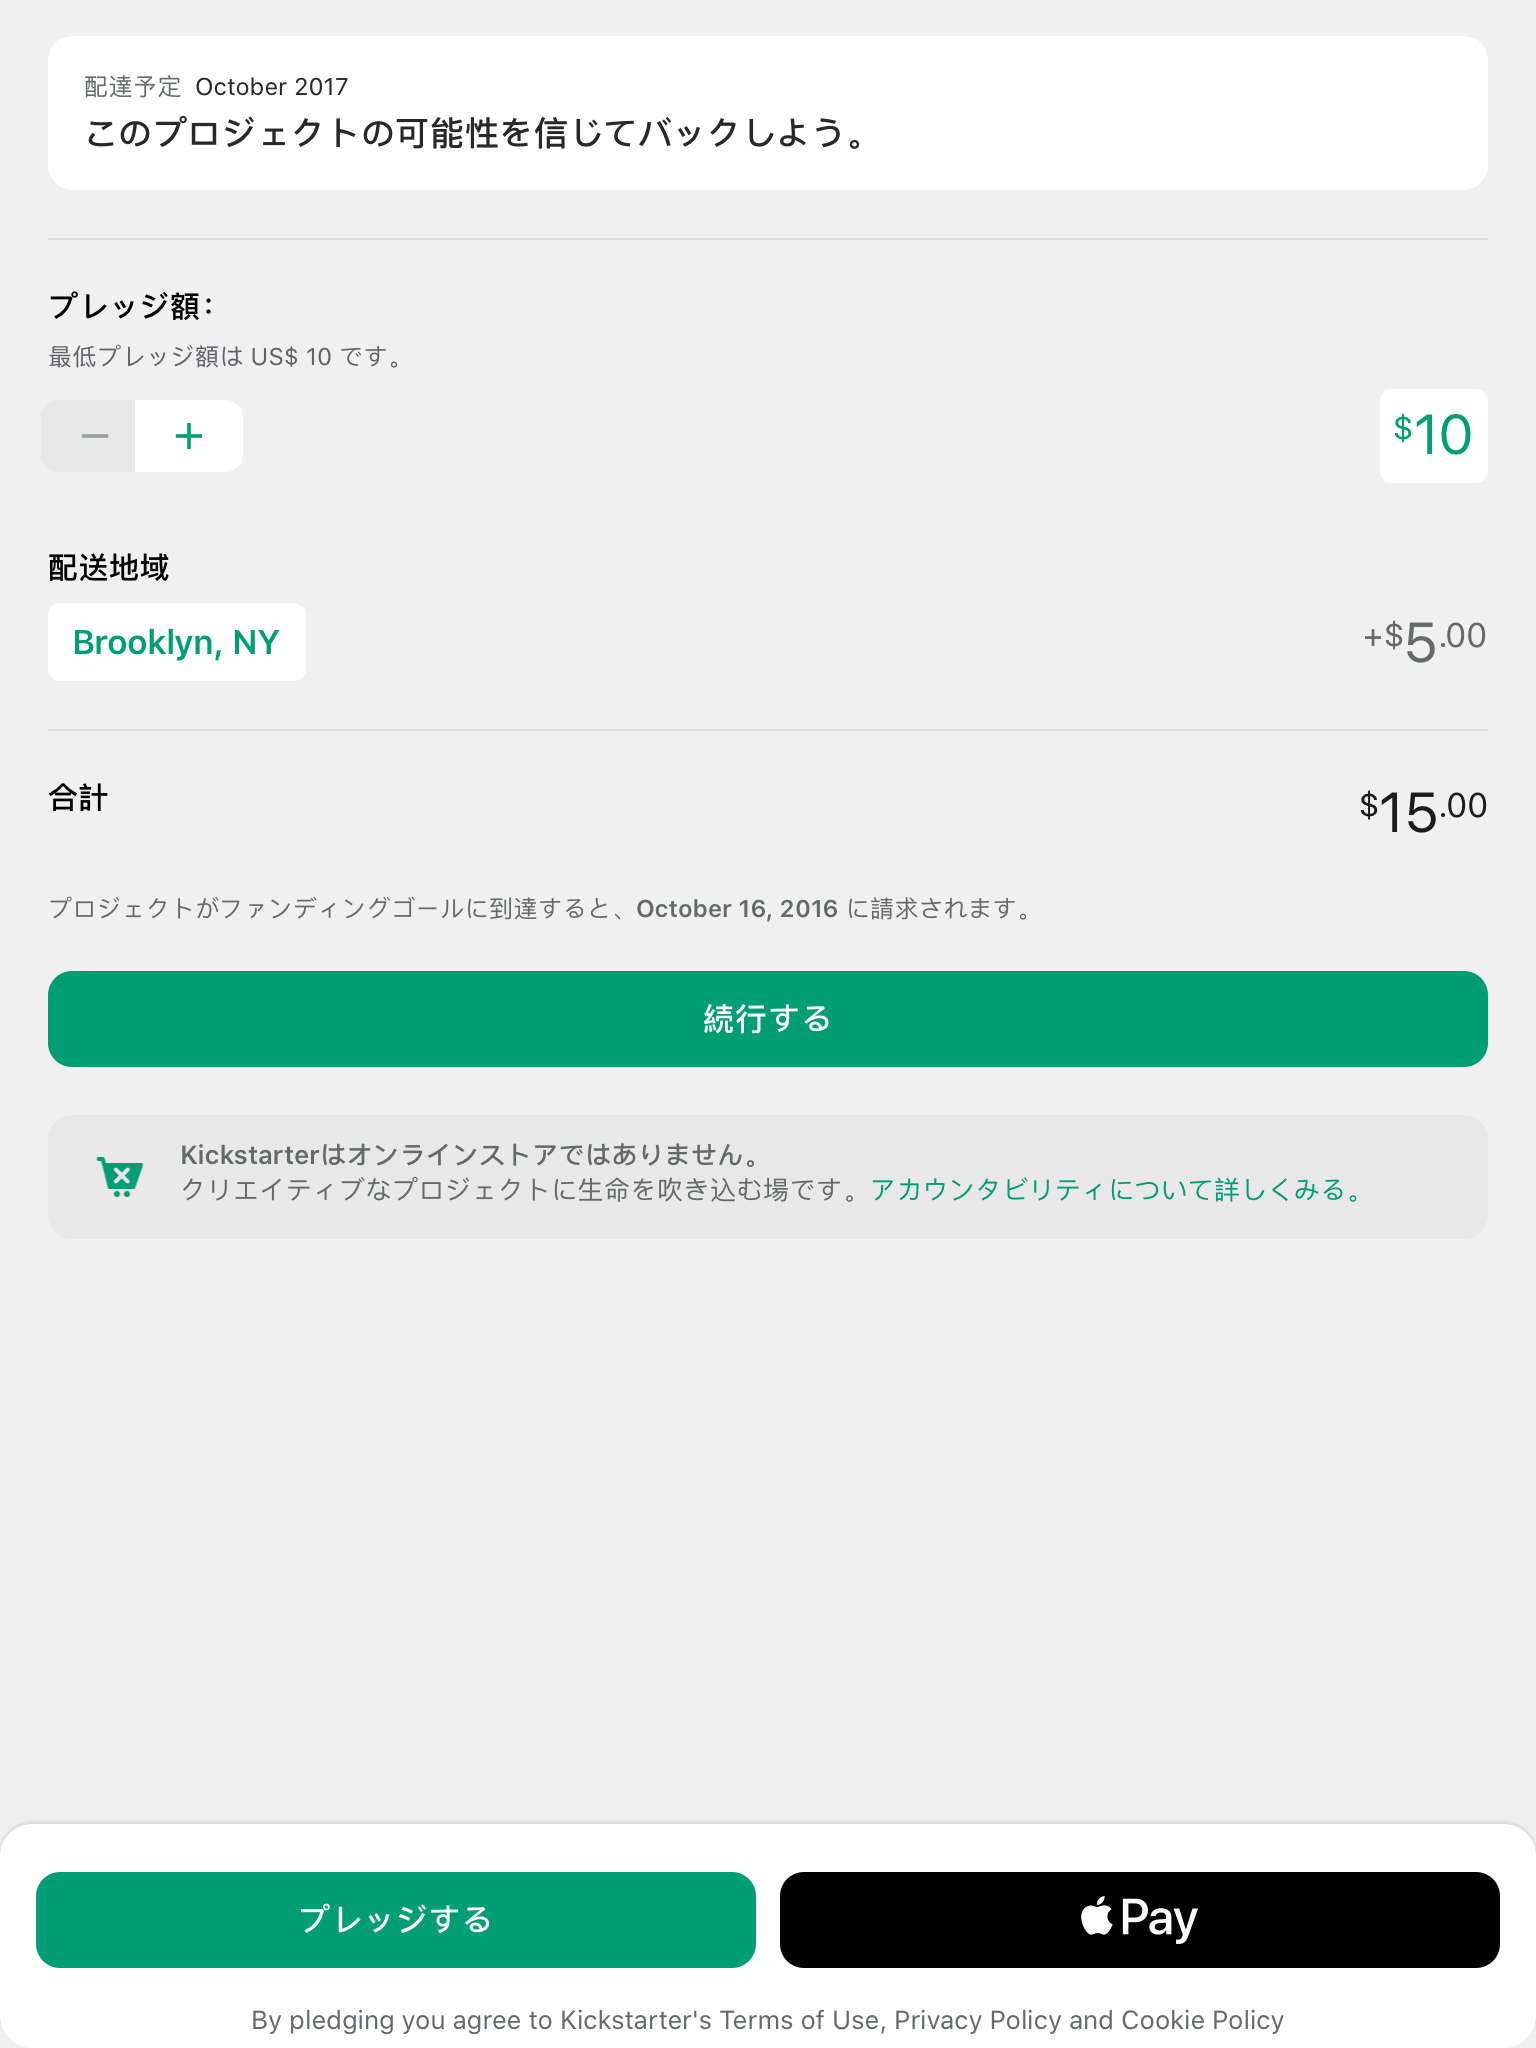 配達予定 October 2017
このプロジェクトの可能性を信じてバックしよう。
プレッジ額：
最低プレッジ額は US$ 10 です。
$10
配送地域
Brooklyn, NY
+$5.00
合計
$15.00
プロジェクトがファンディングゴールに到達すると、October 16, 2016 に請求されます。
続行する
Kickstarterはオンラインストアではありません。
クリエイティブなプロジェクトに生命を吹き込む場です。アカウンタビリティについて詳しくみる。
プレッジする
Pay
By pledging you agree to Kickstarter's Terms of Use, Privacy Policy and Cookie Policy